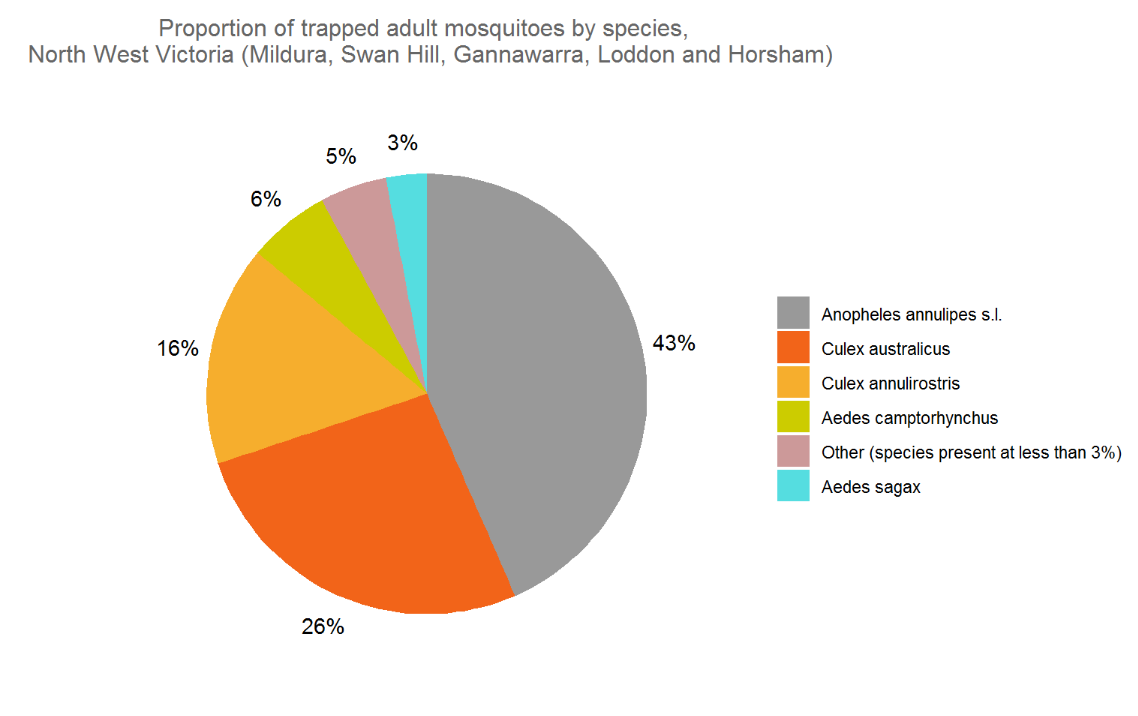 Proportion of trapped adult mosquitoes by species,
North West Victoria (Mildura, Swan Hill, Gannawarra, Loddon and Horsham)
3%
5%
6%
16%
43%
26%
Anopheles annulipes s.l.
Culex australicus
Culex annulirostris
Aedes camptorhynchus
Other (species present at less than 3%)
Aedes sagax